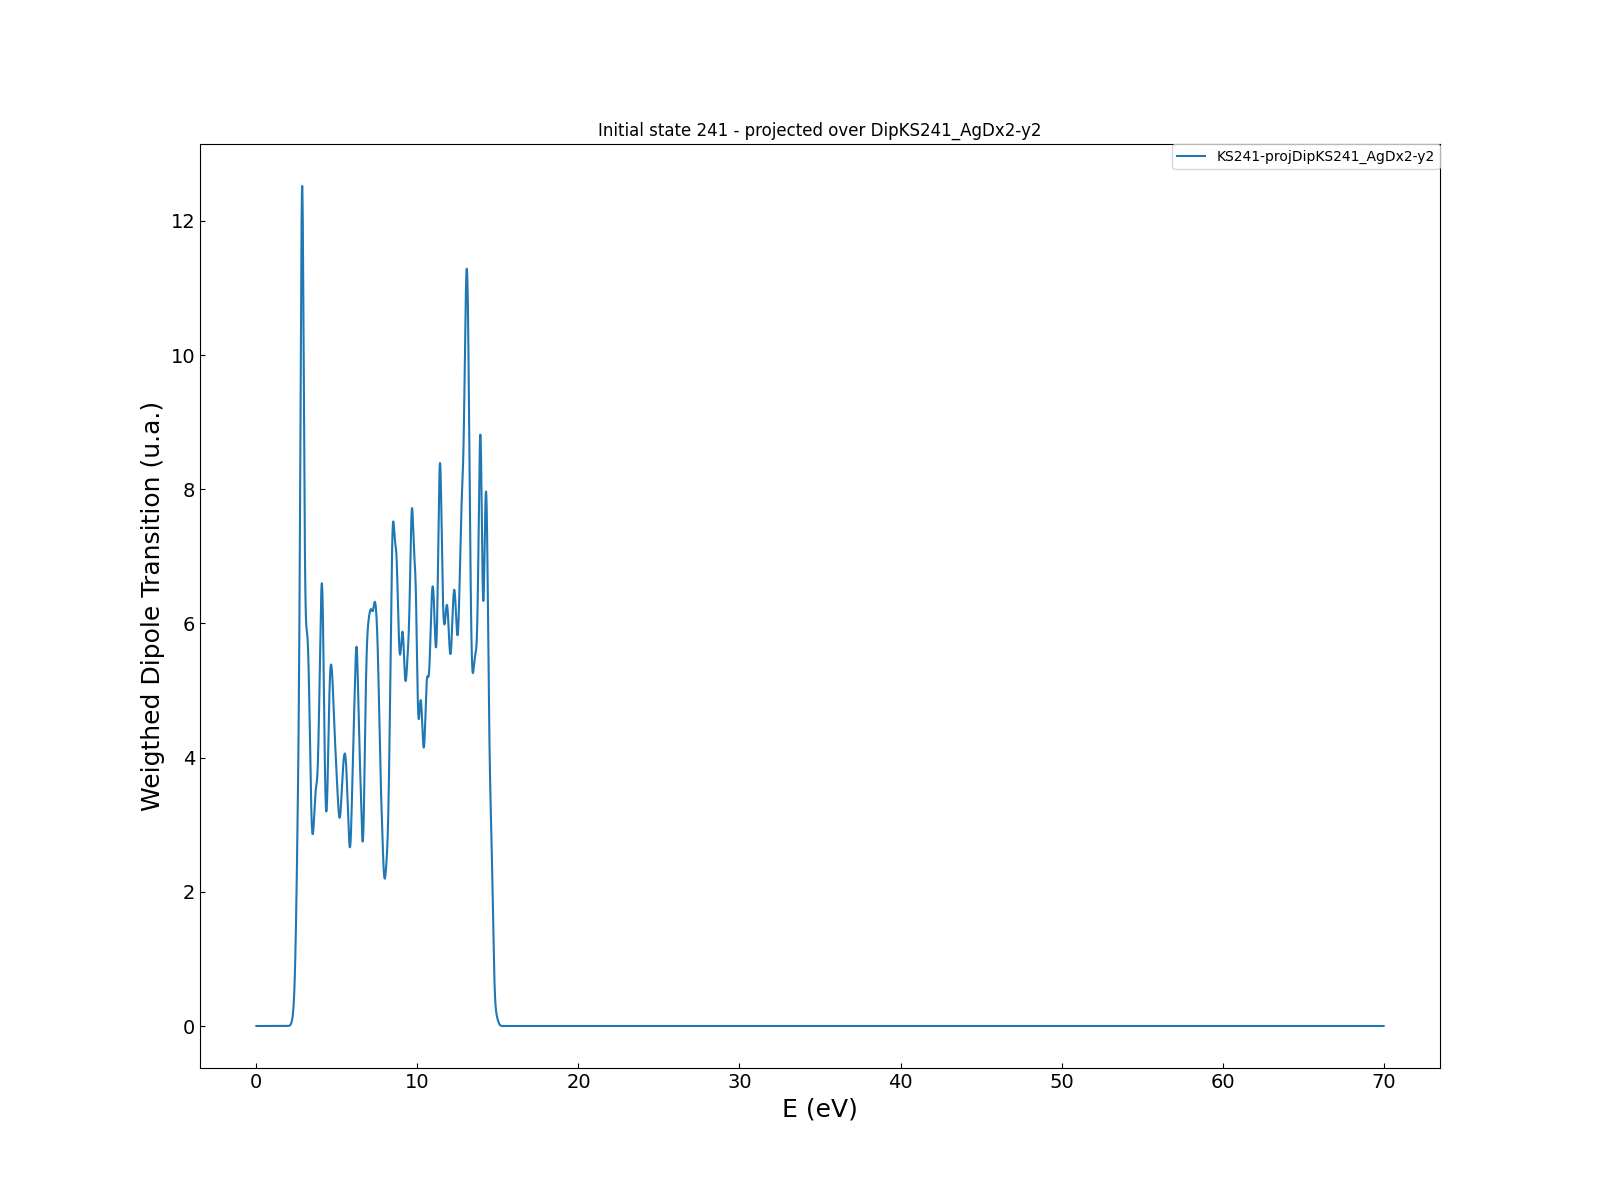 Initial state 241 - projected over DipKS241_AgDx2-y2
KS241-projDipKS241_AgDx2-y2
Weigthed Dipole Transition (u.a.)
12
10
8
6
4
2
0
0 10 20 30 40 50 60 70
E (eV)